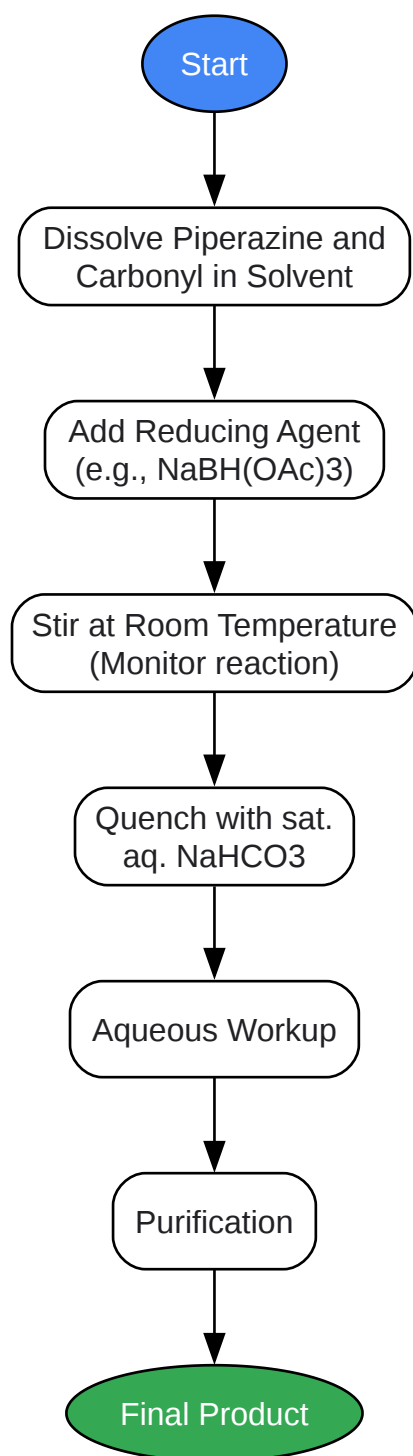 Start
Dissolve Piperazine and
Carbonyl in Solvent
Add Reducing Agent
(e.g., NaBH(OAc)3)
Stir at Room Temperature
(Monitor reaction)
Quench with sat.
aq. NaHCO3
Aqueous Workup
Purification
Final Product